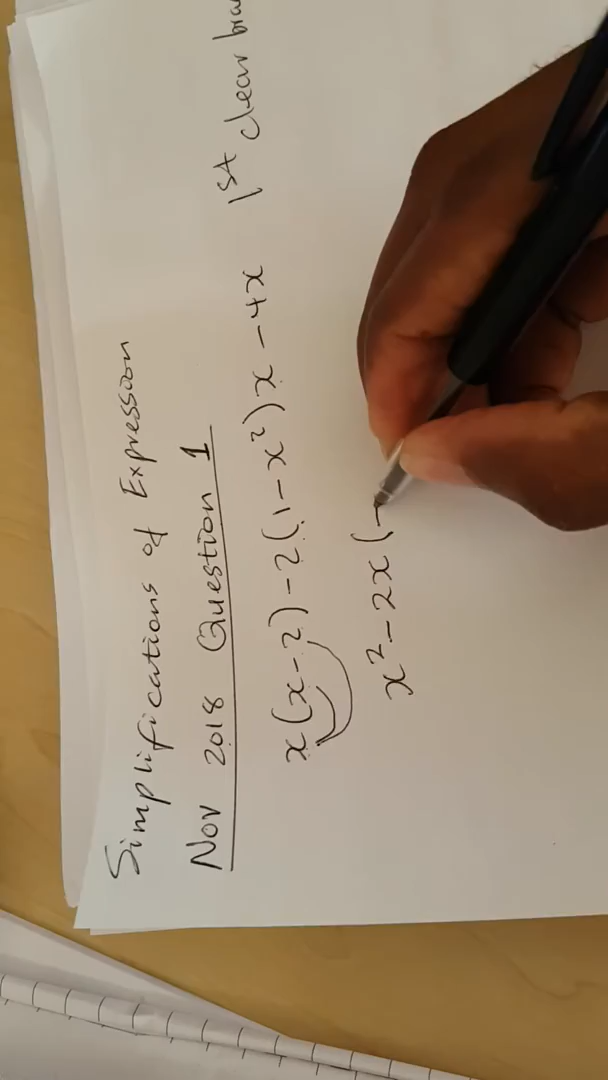 Simplifications of Expression
Nov 2018 Question 1
x(x-2)-2(1-x²)x-4x 1st clear
x²-2x(-